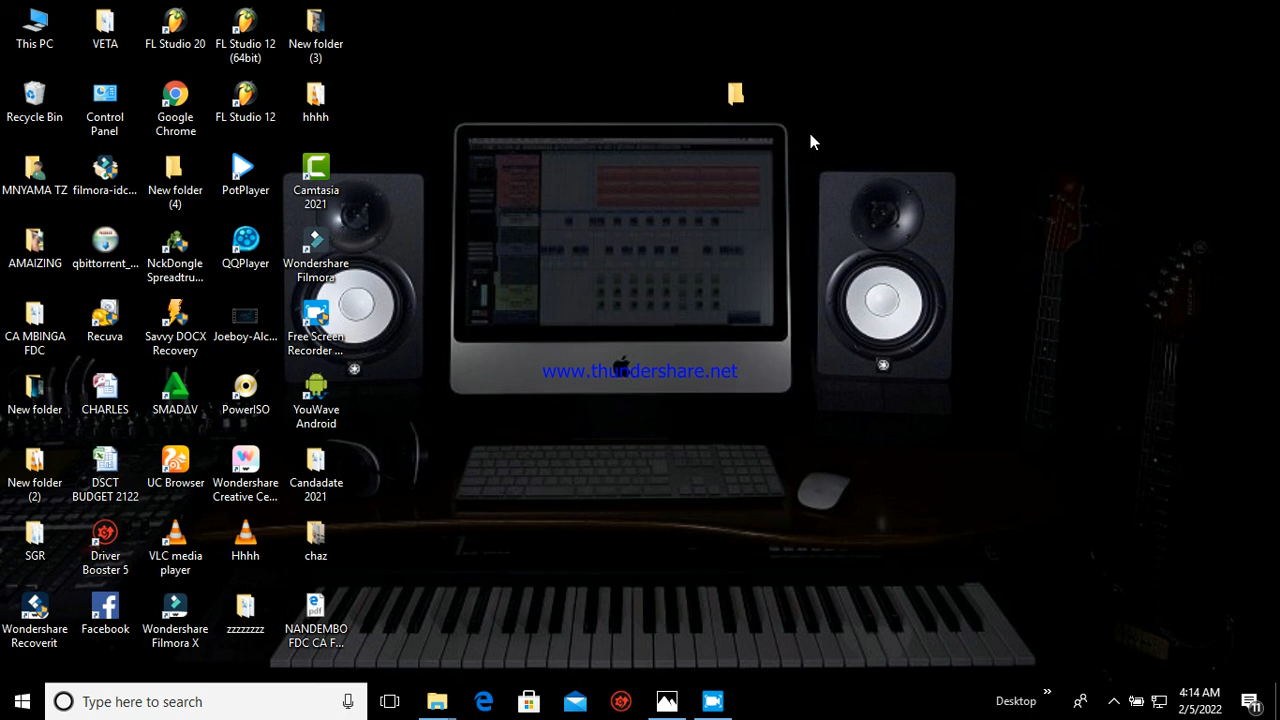 This PC
VETA
FL Studio 20
FL Studio 12
(64bit)
New folder
(3)
Recycle Bin
Control
Panel
Google
Chrome
FL Studio 12
hhhh
MNYAMA TZ
filmora-idc...
New folder
(4)
PotPlayer
Camtasia
2021
AMAIZING
qbittorrent_...
NckDongle
Spreadtru...
QQPlayer
Wondershare
Filmora
CA MBINGA
FDC
Recuva
Savvy DOCX
Recovery
Joeboy-Alc...
Free Screen
Recorder ...
New folder
CHARLES
SMADΔV
PowerISO
YouWave
Android
New folder
(2)
DSCT
BUDGET 2122
UC Browser
Wondershare
Creative Ce...
Candadate
2021
SGR
Driver
Booster 5
VLC media
player
Hhhh
chaz
Wondershare
Recoverit
Facebook
Wondershare
Filmora X
zzzzzzzz
pdf
NANDEMBO
FDC CA F...
www.thundershare.net
Type here to search
Desktop
4:14 AM
2/5/2022
11